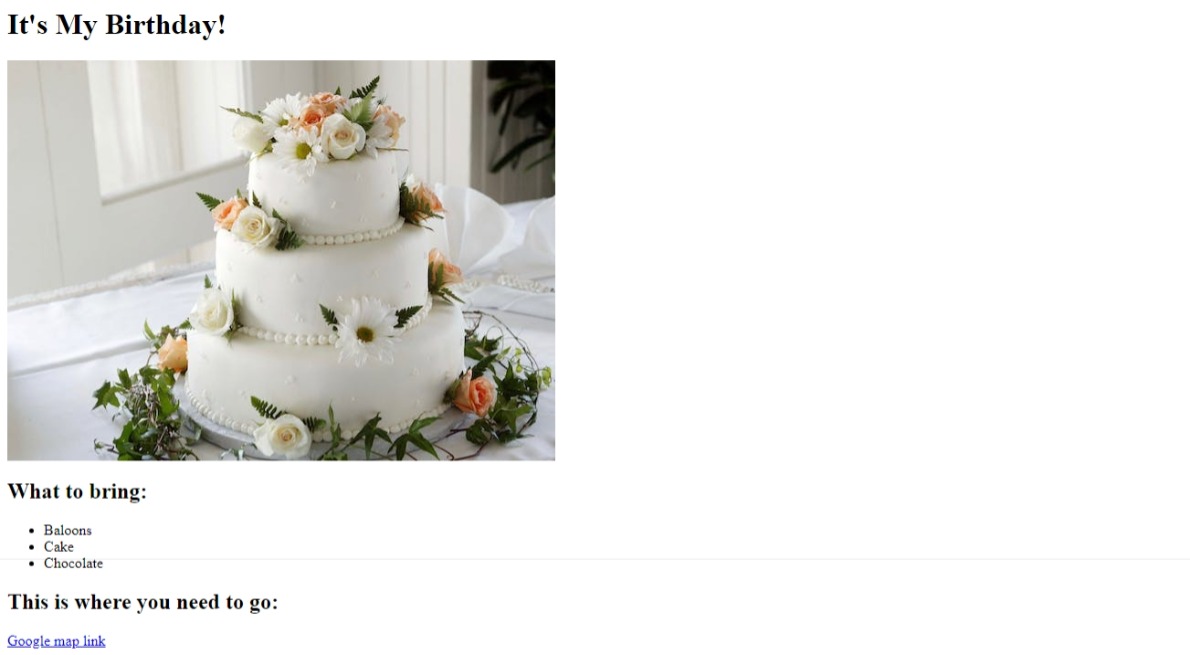 It's My Birthday!
What to bring:
Baloons
Cake
Chocolate
This is where you need to go:
Google map link